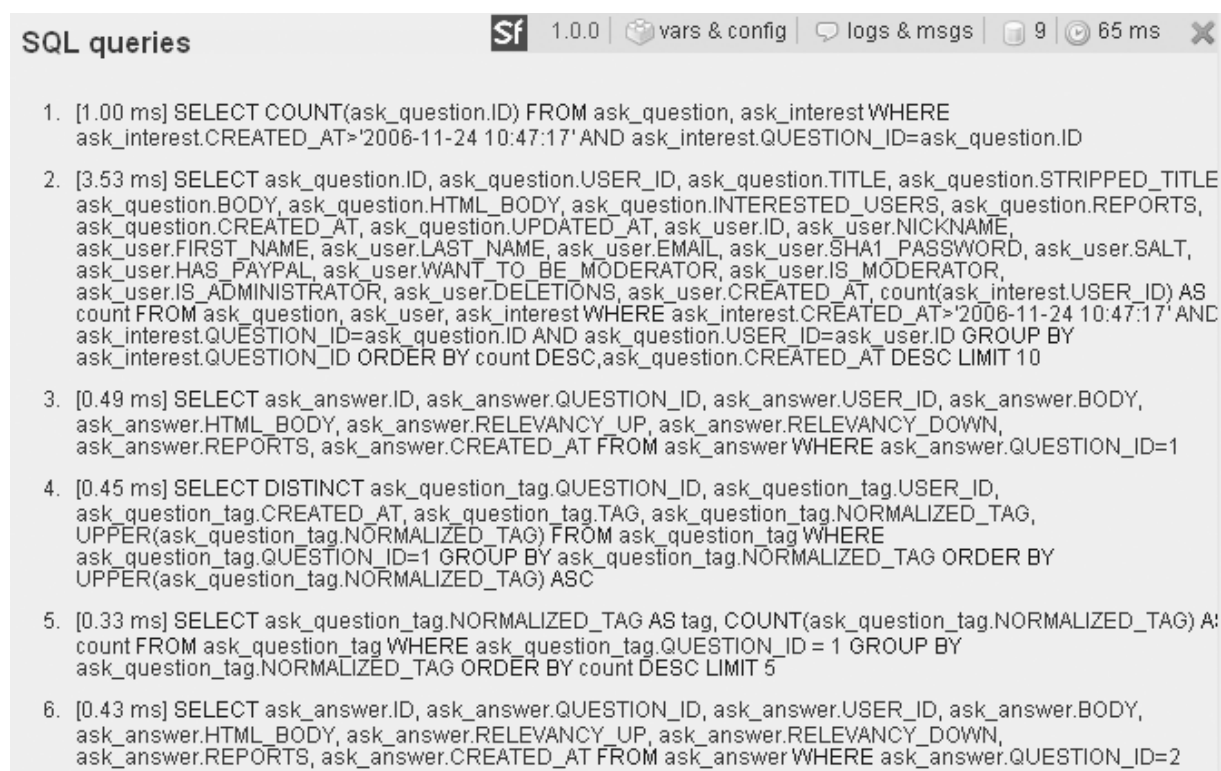 SQL queries
Sf 1.0.0 | vars & config | logs & msgs | 9 | 65 ms
1. [1.00 ms] SELECT COUNT(ask_question.ID) FROM ask_question, ask_interest WHERE
ask_interest.CREATED_AT>'2006-11-24 10:47:17' AND ask_interest.QUESTION_ID=ask_question.ID
2. [3.53 ms] SELECT ask_question.ID, ask_question.USER_ID, ask_question.TITLE, ask_question.STRIPPED_TITLE
ask_question.BODY, ask_question.HTML_BODY, ask_question.INTERESTED_USERS, ask_question.REPORTS,
ask_question.CREATED_AT, ask_question.UPDATED_AT, ask_user.ID, ask_user.NICKNAME,
ask_user.FIRST_NAME, ask_user.LAST_NAME, ask_user.EMAIL, ask_user.SHA1_PASSWORD, ask_user.SALT,
ask_user.HAS_PAYPAL, ask_user.WANT_TO_BE_MODERATOR, ask_user.IS_MODERATOR,
ask_user.IS_ADMINISTRATOR, ask_user.DELETIONS, ask_user.CREATED_AT, count(ask_interest.USER_ID) AS
count FROM ask_question, ask_user, ask_interest WHERE ask_interest.CREATED_AT>'2006-11-24 10:47:17' AND
ask_interest.QUESTION_ID=ask_question.ID AND ask_question.USER_ID=ask_user.ID GROUP BY
ask_interest.QUESTION_ID ORDER BY count DESC,ask_question.CREATED_AT DESC LIMIT 10
3. [0.49 ms] SELECT ask_answer.ID, ask_answer.QUESTION_ID, ask_answer.USER_ID, ask_answer.BODY,
ask_answer.HTML_BODY, ask_answer.RELEVANCY_UP, ask_answer.RELEVANCY_DOWN,
ask_answer.REPORTS, ask_answer.CREATED_AT FROM ask_answer WHERE ask_answer.QUESTION_ID=1
4. [0.45 ms] SELECT DISTINCT ask_question_tag.QUESTION_ID, ask_question_tag.USER_ID,
ask_question_tag.CREATED_AT, ask_question_tag.TAG, ask_question_tag.NORMALIZED_TAG,
UPPER(ask_question_tag.NORMALIZED_TAG) FROM ask_question_tag WHERE
ask_question_tag.QUESTION_ID=1 GROUP BY ask_question_tag.NORMALIZED_TAG ORDER BY
UPPER(ask_question_tag.NORMALIZED_TAG) ASC
5. [0.33 ms] SELECT ask_question_tag.NORMALIZED_TAG AS tag, COUNT(ask_question_tag.NORMALIZED_TAG)
count FROM ask_question_tag WHERE ask_question_tag.QUESTION_ID = 1 GROUP BY
ask_question_tag.NORMALIZED_TAG ORDER BY count DESC LIMIT 5
6. [0.43 ms] SELECT ask_answer.ID, ask_answer.QUESTION_ID, ask_answer.USER_ID, ask_answer.BODY,
ask_answer.HTML_BODY, ask_answer.RELEVANCY_UP, ask_answer.RELEVANCY_DOWN,
ask_answer.REPORTS, ask_answer.CREATED_AT FROM ask_answer WHERE ask_answer.QUESTION_ID=2